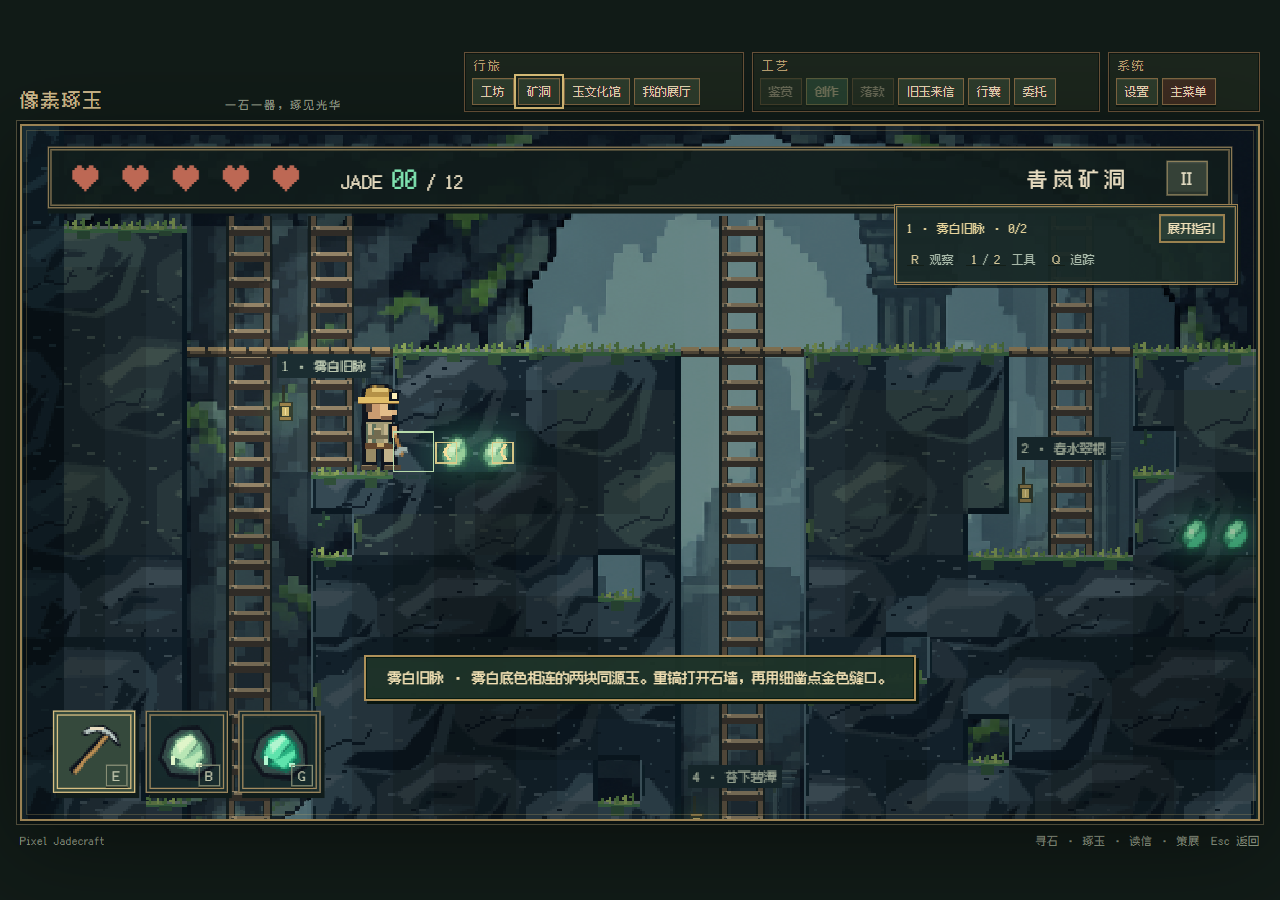 像素琢玉
一石一器，琢见光华
行旅
工坊 矿洞 玉文化馆 我的展厅
工艺
鉴赏 创作 落款 旧玉来信 行囊 委托
系统
设置 主菜单
JADE 00 / 12
青岚矿洞
II
1 · 雾白旧脉 · 0/2
展开指引
R 观察 1 / 2 工具 Q 追踪
1 · 雾白旧脉
2 · 春水翠根
雾白旧脉 · 雾白底色相连的两块同源玉。重镐打开石墙，再用细凿点金色缝口。
E B G
4 · 苔下碧潭
Pixel Jadecraft
寻石 · 琢玉 · 读信 · 策展 Esc 返回